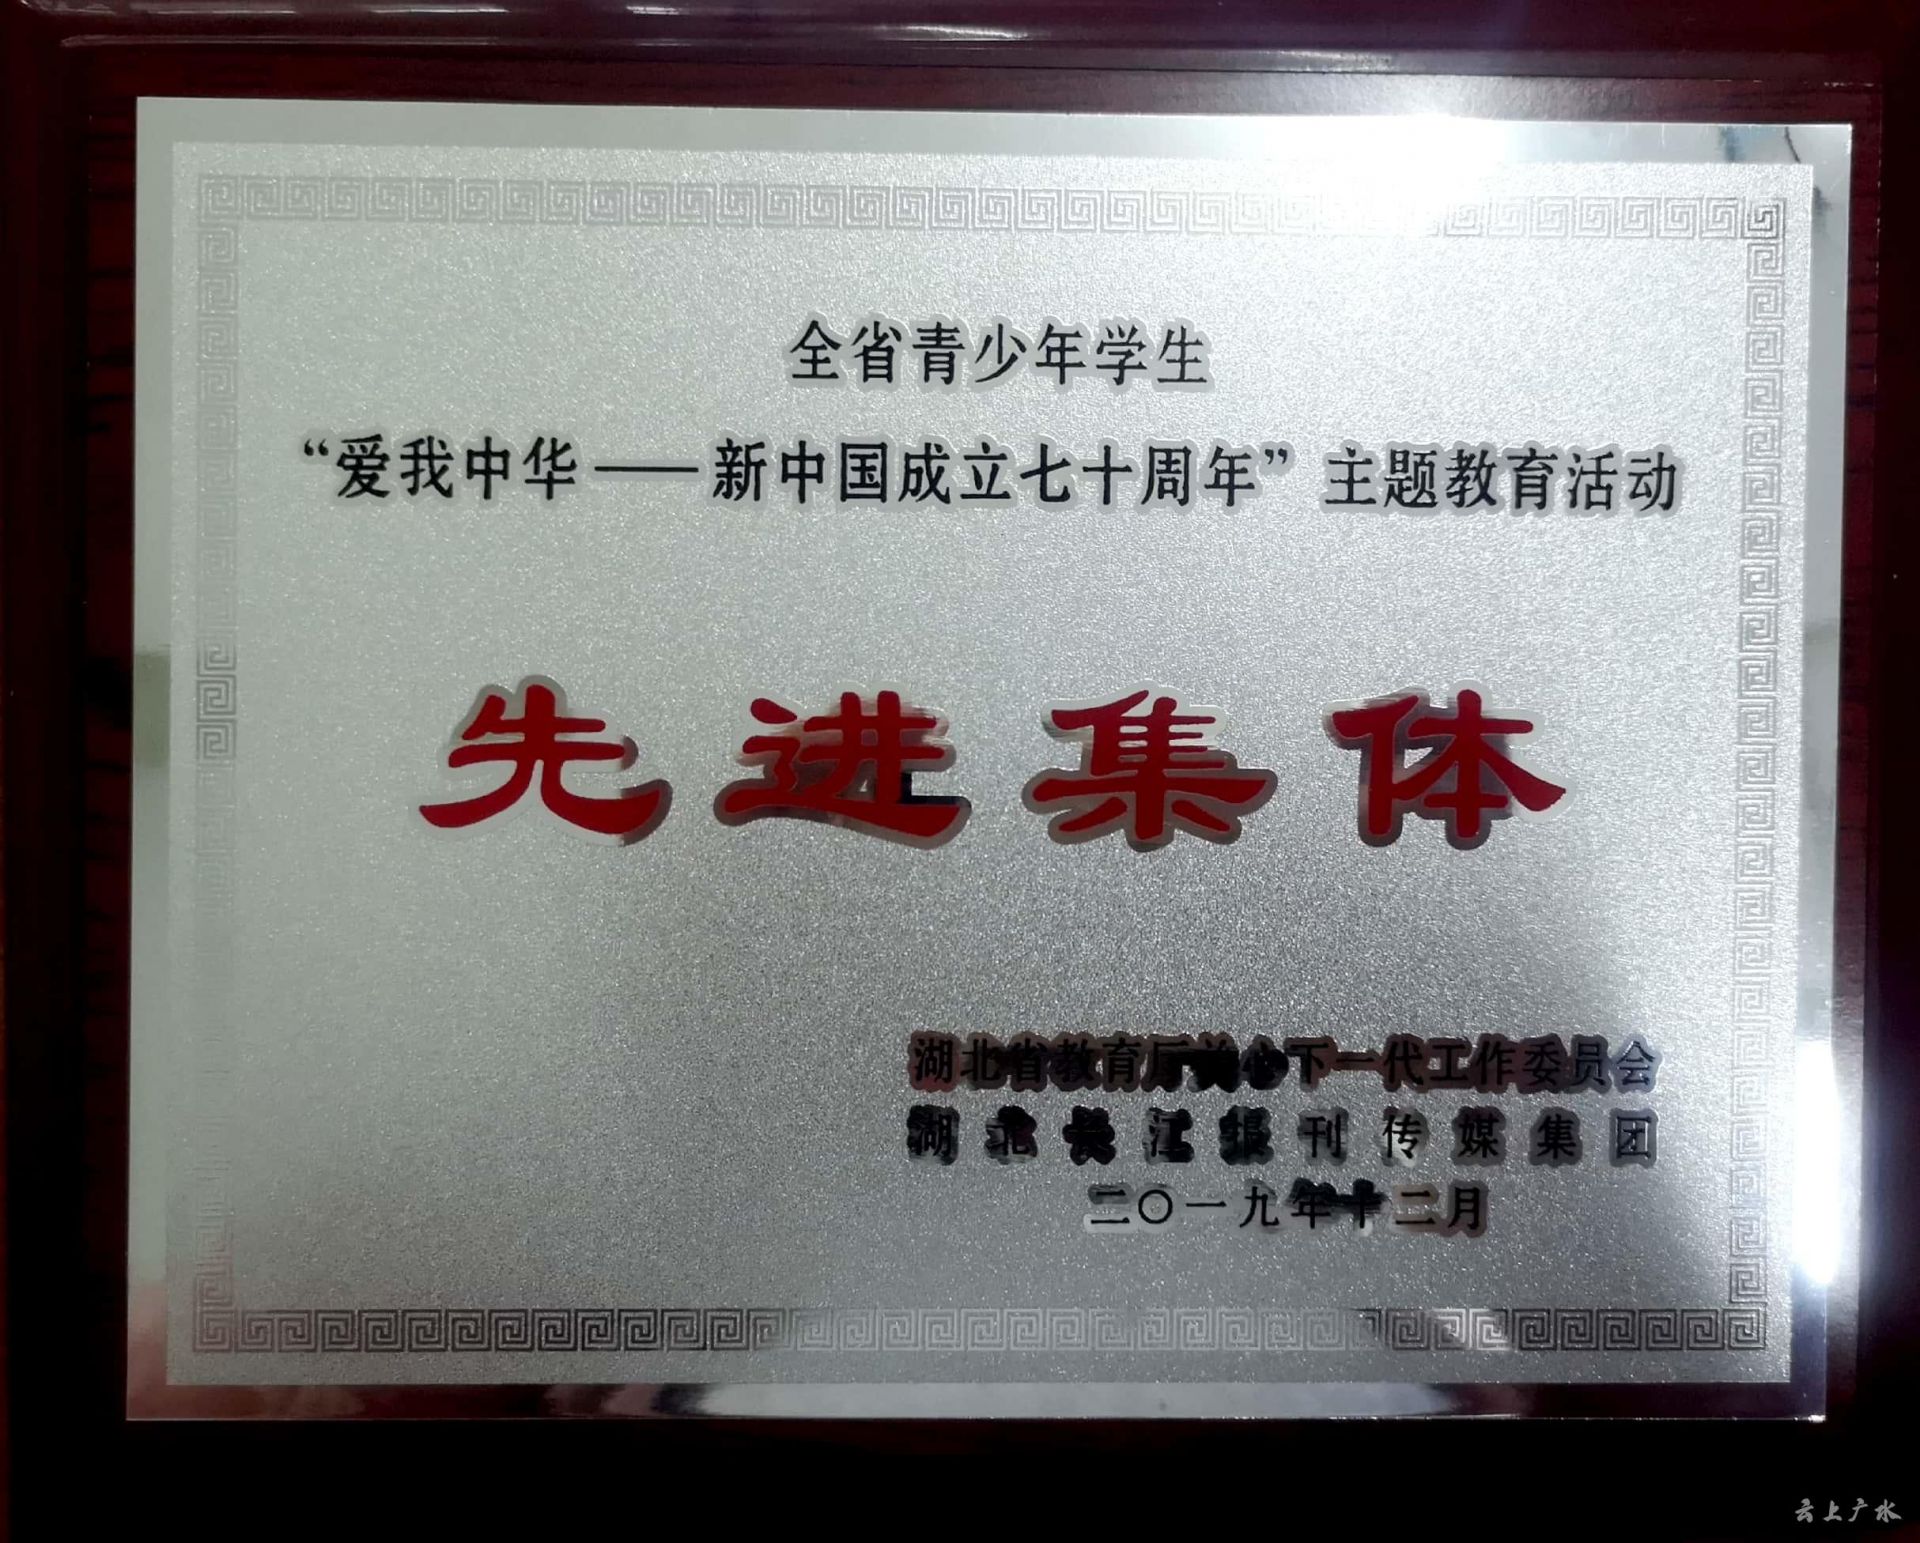 全省青少年学生
“爱我中华——新中国成立七十周年”主题教育活动
先进集体
湖北省教育厅关心下一代工作委员会
湖北长江报刊传媒集团
二〇一九年十二月
云上广水